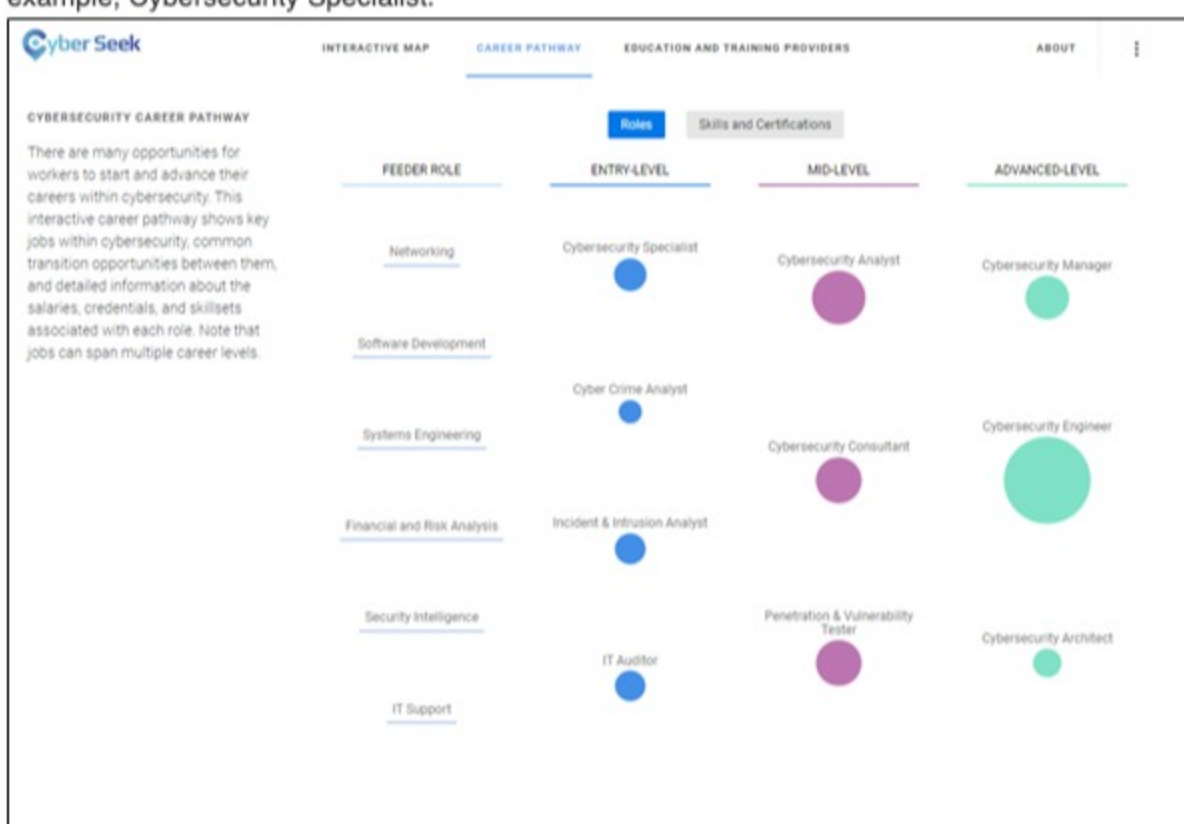 example, Cybersecurity Specialist.
Cyber Seek
INTERACTIVE MAP
CAREER PATHWAY
EDUCATION AND TRAINING PROVIDERS
ABOUT
CYBERSECURITY CAREER PATHWAY
There are many opportunities for
workers to start and advance their
careers within cybersecurity. This
interactive career pathway shows key
jobs within cybersecurity, common
transition opportunities between them,
and detailed information about the
salaries, credentials, and skillsets
associated with each role. Note that
jobs can span multiple career levels.
Roles
Skills and Certifications
FEEDER ROLE
Networking
Software Development
Systems Engineering
Financial and Risk Analysis
Security Intelligence
IT Support
ENTRY-LEVEL
Cybersecurity Specialist
Cyber Crime Analyst
Incident & Intrusion Analyst
IT Auditor
MID-LEVEL
Cybersecurity Analyst
Cybersecurity Consultant
Penetration & Vulnerability
Tester
ADVANCED-LEVEL
Cybersecurity Manager
Cybersecurity Engineer
Cybersecurity Architect